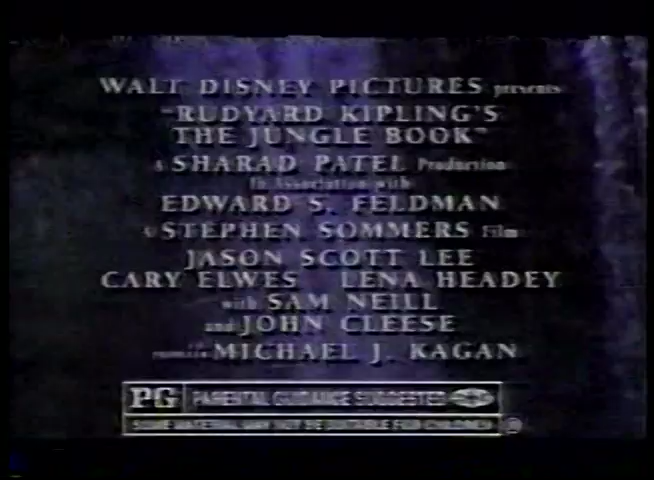 WALT DISNEY PICTURES presents
"RUDYARD KIPLING'S
THE JUNGLE BOOK"
A SHARAD PATEL Production
In Association with
EDWARD S. FELDMAN
A STEPHEN SOMMERS Film
JASON SCOTT LEE
CARY ELWES LENA HEADEY
with SAM NEILL
and JOHN CLEESE
MICHAEL J. KAGAN
PG PARENTAL GUIDANCE SUGGESTED
SOME MATERIAL MAY NOT BE SUITABLE FOR CHILDREN